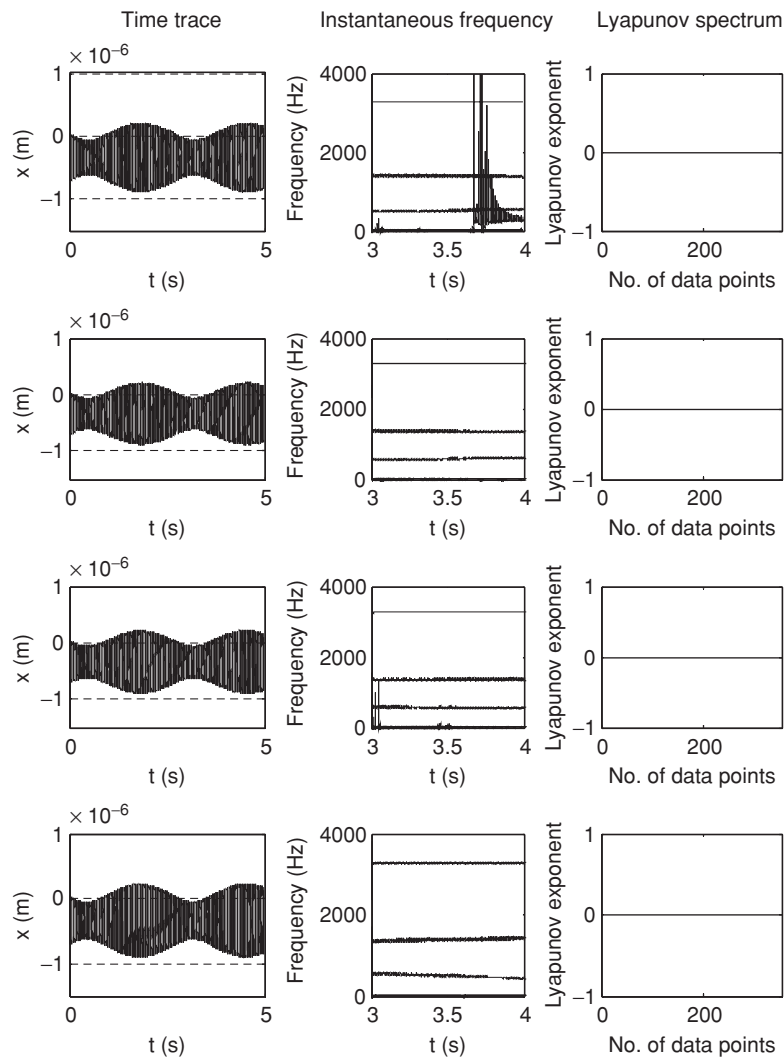 Time trace
Instantaneous frequency
Lyapunov spectrum
× 10⁻⁶
1
0
−1
x (m)
0
5
t (s)
4000
2000
0
Frequency (Hz)
3
3.5
4
t (s)
1
0
−1
Lyapunov exponent
0
200
No. of data points
× 10⁻⁶
1
0
−1
x (m)
0
5
t (s)
4000
2000
0
Frequency (Hz)
3
3.5
4
t (s)
1
0
−1
Lyapunov exponent
0
200
No. of data points
× 10⁻⁶
1
0
−1
x (m)
0
5
t (s)
4000
2000
0
Frequency (Hz)
3
3.5
4
t (s)
1
0
−1
Lyapunov exponent
0
200
No. of data points
× 10⁻⁶
1
0
−1
x (m)
0
5
t (s)
4000
2000
0
Frequency (Hz)
3
3.5
4
t (s)
1
0
−1
Lyapunov exponent
0
200
No. of data points